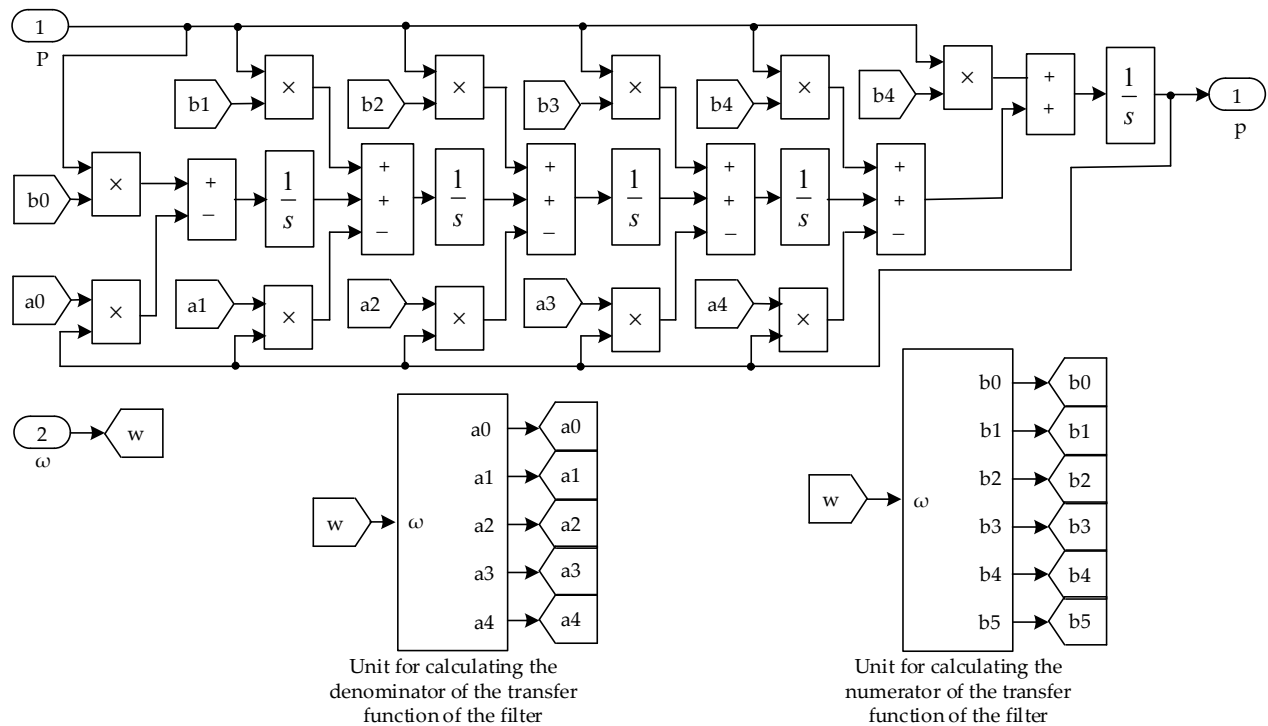 1
P
b1
×
b2
×
b3
×
b4
×
b4
×
+
+
1
s
1
p
b0
×
+
−
1
s
+
+
−
1
s
+
+
−
1
s
+
+
−
1
s
+
+
−
a0
×
a1
×
a2
×
a3
×
a4
×
2
ω
w
w
ω
a0
a0
a1
a1
a2
a2
a3
a3
a4
a4
Unit for calculating the
denominator of the transfer
function of the filter
w
ω
b0
b0
b1
b1
b2
b2
b3
b3
b4
b4
b5
b5
Unit for calculating the
numerator of the transfer
function of the filter